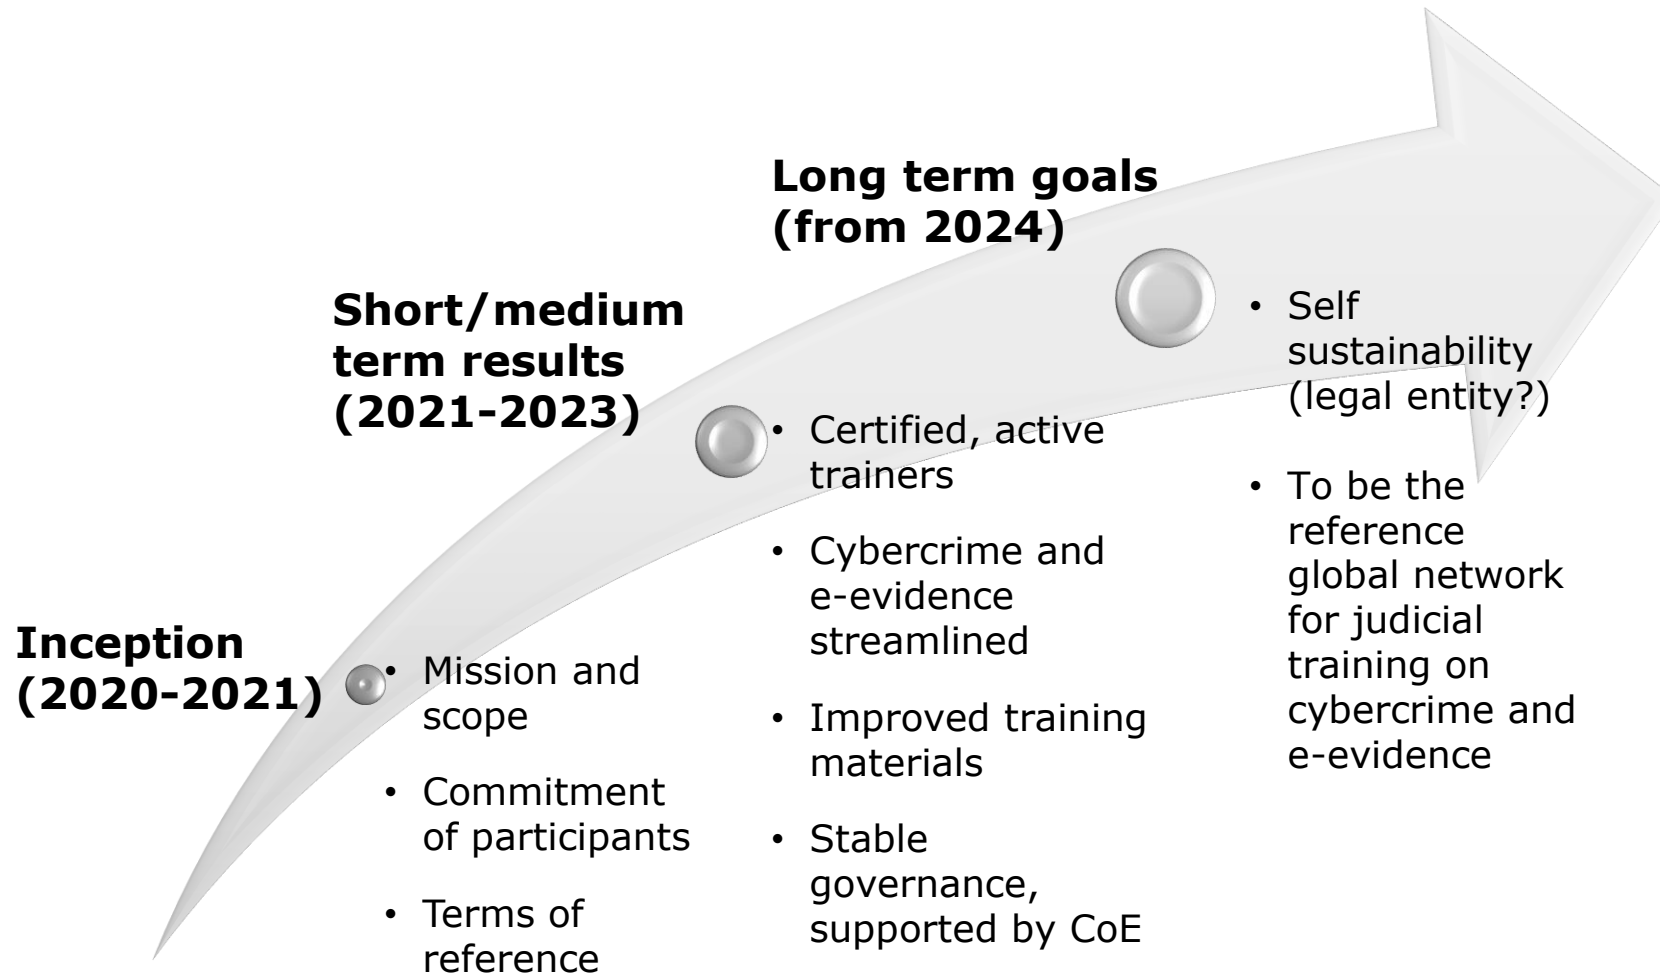 Inception
(2020-2021)
• Mission and
scope
• Commitment
of participants
• Terms of
reference
Short/medium
term results
(2021-2023)
• Certified, active
trainers
• Cybercrime and
e-evidence
streamlined
• Improved training
materials
• Stable
governance,
supported by CoE
Long term goals
(from 2024)
• Self
sustainability
(legal entity?)
• To be the
reference
global network
for judicial
training on
cybercrime and
e-evidence